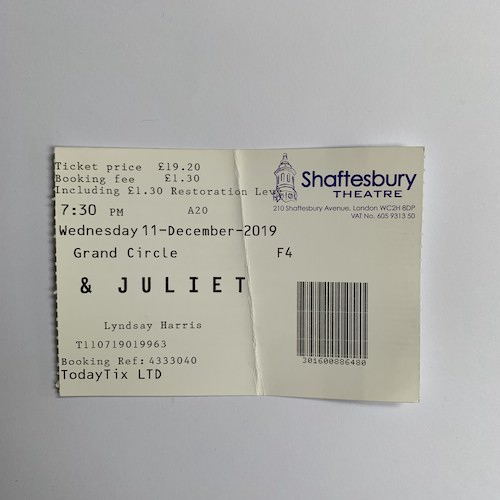 Ticket price £19.20
Booking fee £1.30
Including £1.30 Restoration Lev
Shaftesbury
THEATRE
210 Shaftesbury Avenue, London WC2H 8DP
VAT No. 605 9313 50
7:30 PM A20
Wednesday 11-December-2019
Grand Circle F4
& JULIET
Lyndsay Harris
T110719019963
Booking Ref: 4333040
TodayTix LTD
301600886480